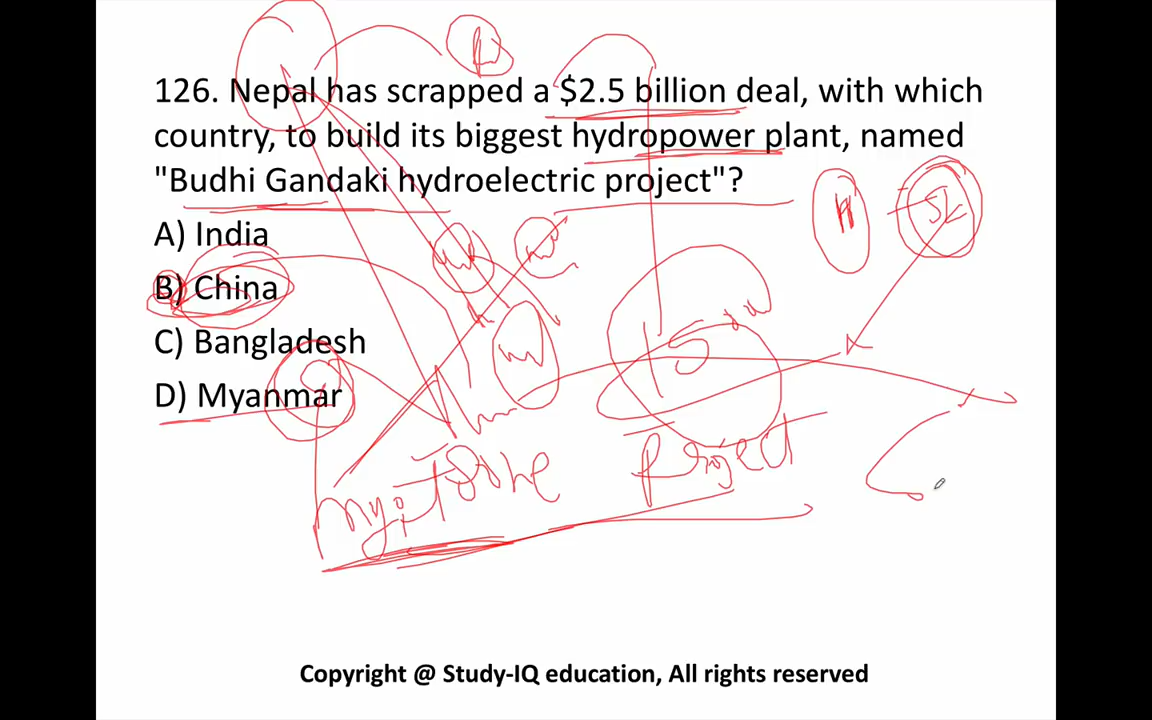 126. Nepal has scrapped a $2.5 billion deal, with which
country, to build its biggest hydropower plant, named
"Budhi Gandaki hydroelectric project"?
A) India
B) China
C) Bangladesh
D) Myanmar
Project
Copyright @ Study-IQ education, All rights reserved